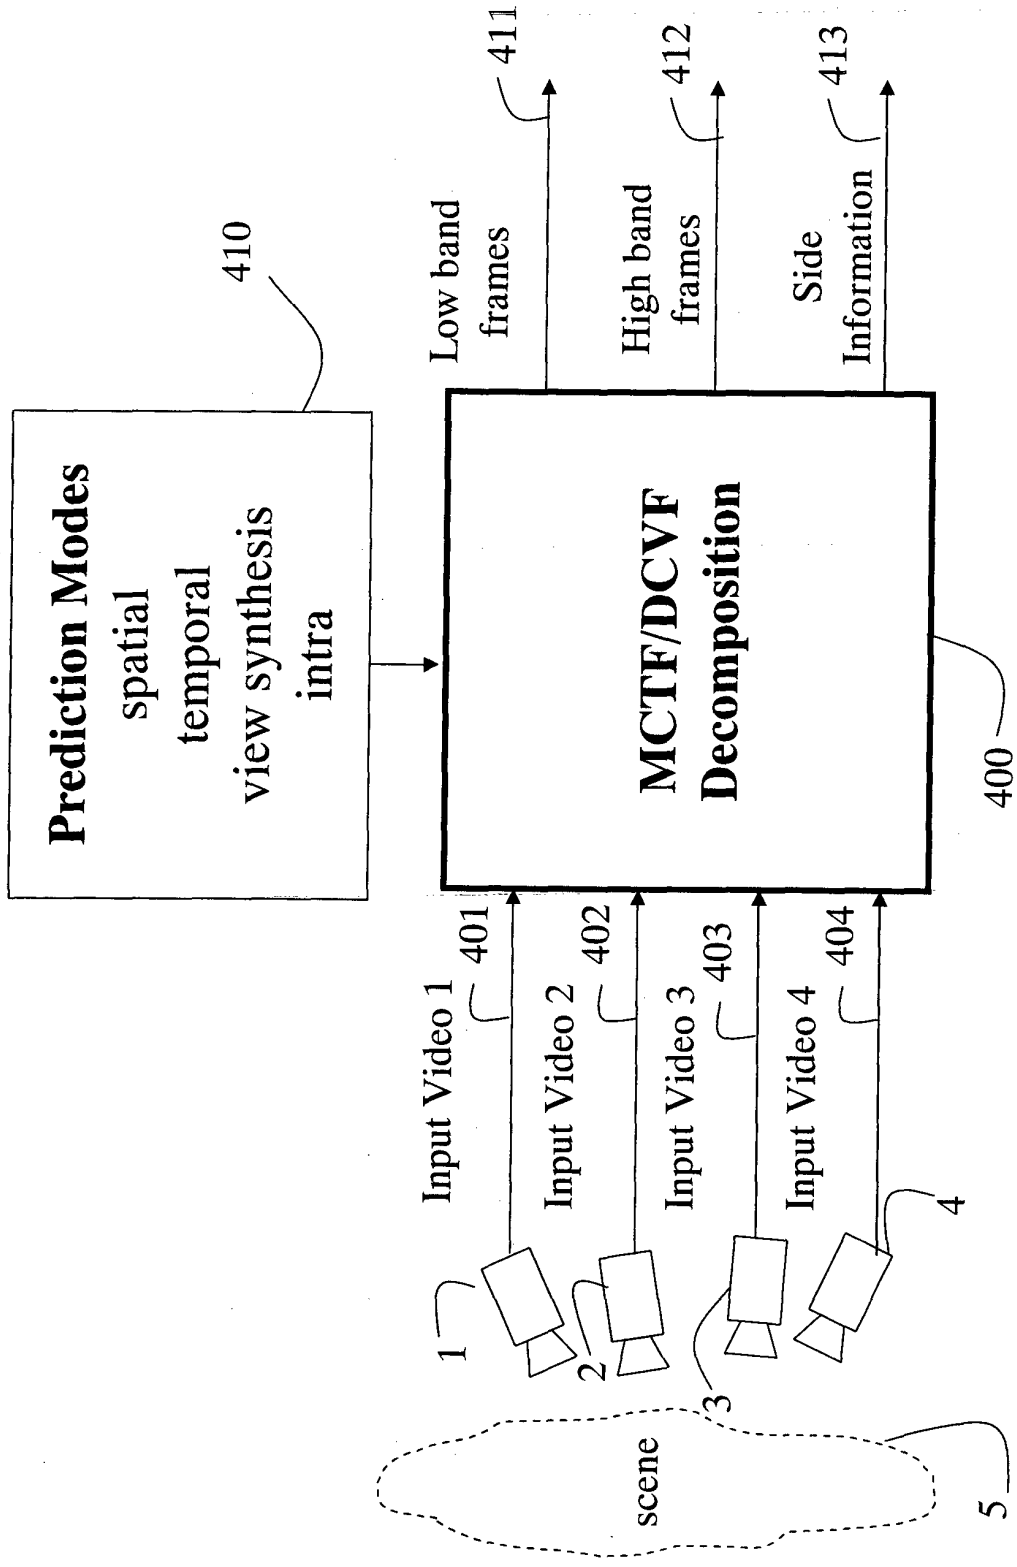 Prediction Modes
spatial
temporal
view synthesis
intra
410
MCTF/DCVF
Decomposition
400
scene
5
1
2
3
4
Input Video 1
401
Input Video 2
402
Input Video 3
403
Input Video 4
404
Low band
frames
411
High band
frames
412
Side
Information
413